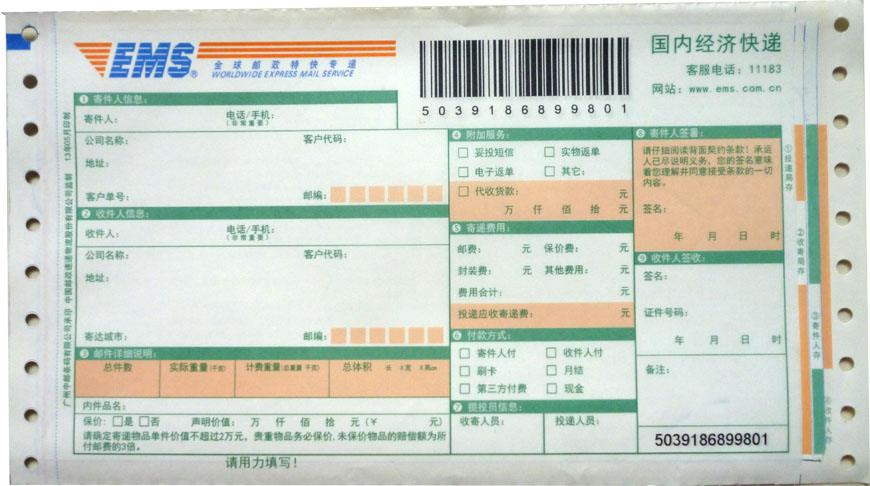 EMS®
全球邮政特快专递
WORLDWIDE EXPRESS MAIL SERVICE
5039186899801
国内经济快递
客服电话：11183
网站：www.ems.com.cn
① 寄件人信息：
寄件人： 电话/手机：
（非常重要）
公司名称： 客户代码：
地址：
客户单号： 邮编：
② 收件人信息：
收件人： 电话/手机：
（非常重要）
公司名称： 客户代码：
地址：
寄达城市： 邮编：
③ 邮件详细说明：
总件数 实际重量(千克) 计费重量(总重量 千克) 总体积 长 X宽 X高cm
内件品名：
保价：□是 □否 声明价值： 万 仟 佰 拾 元（￥ 元）
请确定寄递物品单件价值不超过2万元，贵重物品务必保价，未保价物品的赔偿额为所
付邮费的3倍。
请用力填写！
④ 附加服务：
□ 妥投短信 □ 实物返单
□ 电子返单 □ 其它：
□ 代收货款： 元
万 仟 佰 拾 元
⑤ 寄递费用：
邮费： 元 保价费： 元
封装费： 元 其他费用： 元
费用合计： 元
投递应收寄递费： 元
⑥ 付款方式：
□ 寄件人付 □ 收件人付
□ 刷卡 □ 月结
□ 第三方付费 □ 现金
⑦ 揽投员信息：
收寄人员： 投递人员：
⑧ 寄件人签署：
请仔细阅读背面契约条款！承运
人已尽说明义务，您的签名意味
着您理解并同意接受条款的一切
内容。
签名：
年 月 日 时
⑨ 收件人签收：
签名：
证件号码：
年 月 日 时
备注：
5039186899801
①投递局存
②收寄局存
③寄件人存
④收件人存
广州中邮条码有限公司承印 中国邮政速递物流股份有限公司监制 13年05月印制